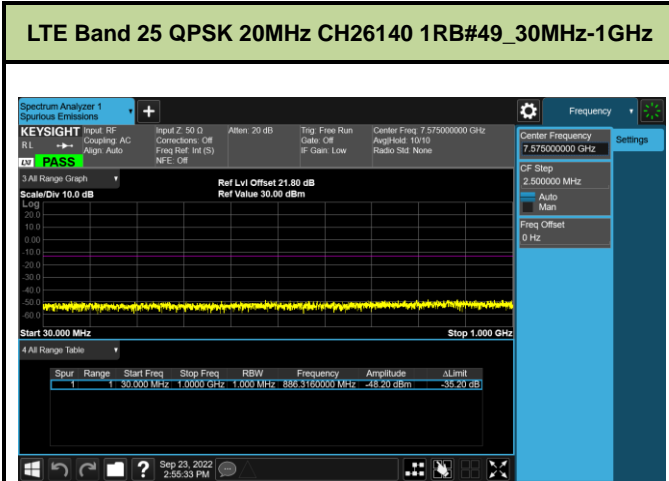 LTE Band 25 QPSK 20MHz CH26140 1RB#49_30MHz-1GHz
Spectrum Analyzer 1
Spurious Emissions
+
Frequency
KEYSIGHT
RL
LXI
PASS
Input: RF
Coupling: AC
Align: Auto
Input Z: 50 Ω
Corrections: Off
Freq Ref: Int (S)
NFE: Off
Atten: 20 dB
Trig: Free Run
Gate: Off
IF Gain: Low
Center Freq: 7.575000000 GHz
Avg|Hold: 10/10
Radio Std: None
Center Frequency
7.575000000 GHz
Settings
CF Step
2.500000 MHz
Auto
Man
Freq Offset
0 Hz
3 All Range Graph
Scale/Div 10.0 dB
Ref Lvl Offset 21.80 dB
Ref Value 30.00 dBm
Log
20.0
10.0
0.00
-10.0
-20.0
-30.0
-40.0
-50.0
-60.0
Start 30.000 MHz
Stop 1.000 GHz
4 All Range Table
Spur Range Start Freq Stop Freq RBW Frequency Amplitude ΔLimit
1 1 30.000 MHz 1.0000 GHz 1.000 MHz 886.3160000 MHz -48.20 dBm -35.20 dB
?
Sep 23, 2022
2:55:33 PM